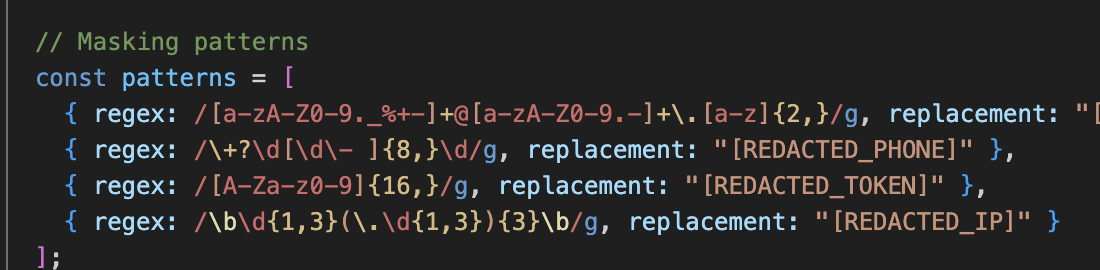 // Masking patterns
const patterns = [
{ regex: /[a-zA-Z0-9._%+-]+@[a-zA-Z0-9.-]+\.[a-z]{2,}/g, replacement: "[
{ regex: /\+?\d[\d\- ]{8,}\d/g, replacement: "[REDACTED_PHONE]" },
{ regex: /[A-Za-z0-9]{16,}/g, replacement: "[REDACTED_TOKEN]" },
{ regex: /\b\d{1,3}(\.\d{1,3}){3}\b/g, replacement: "[REDACTED_IP]" }
];